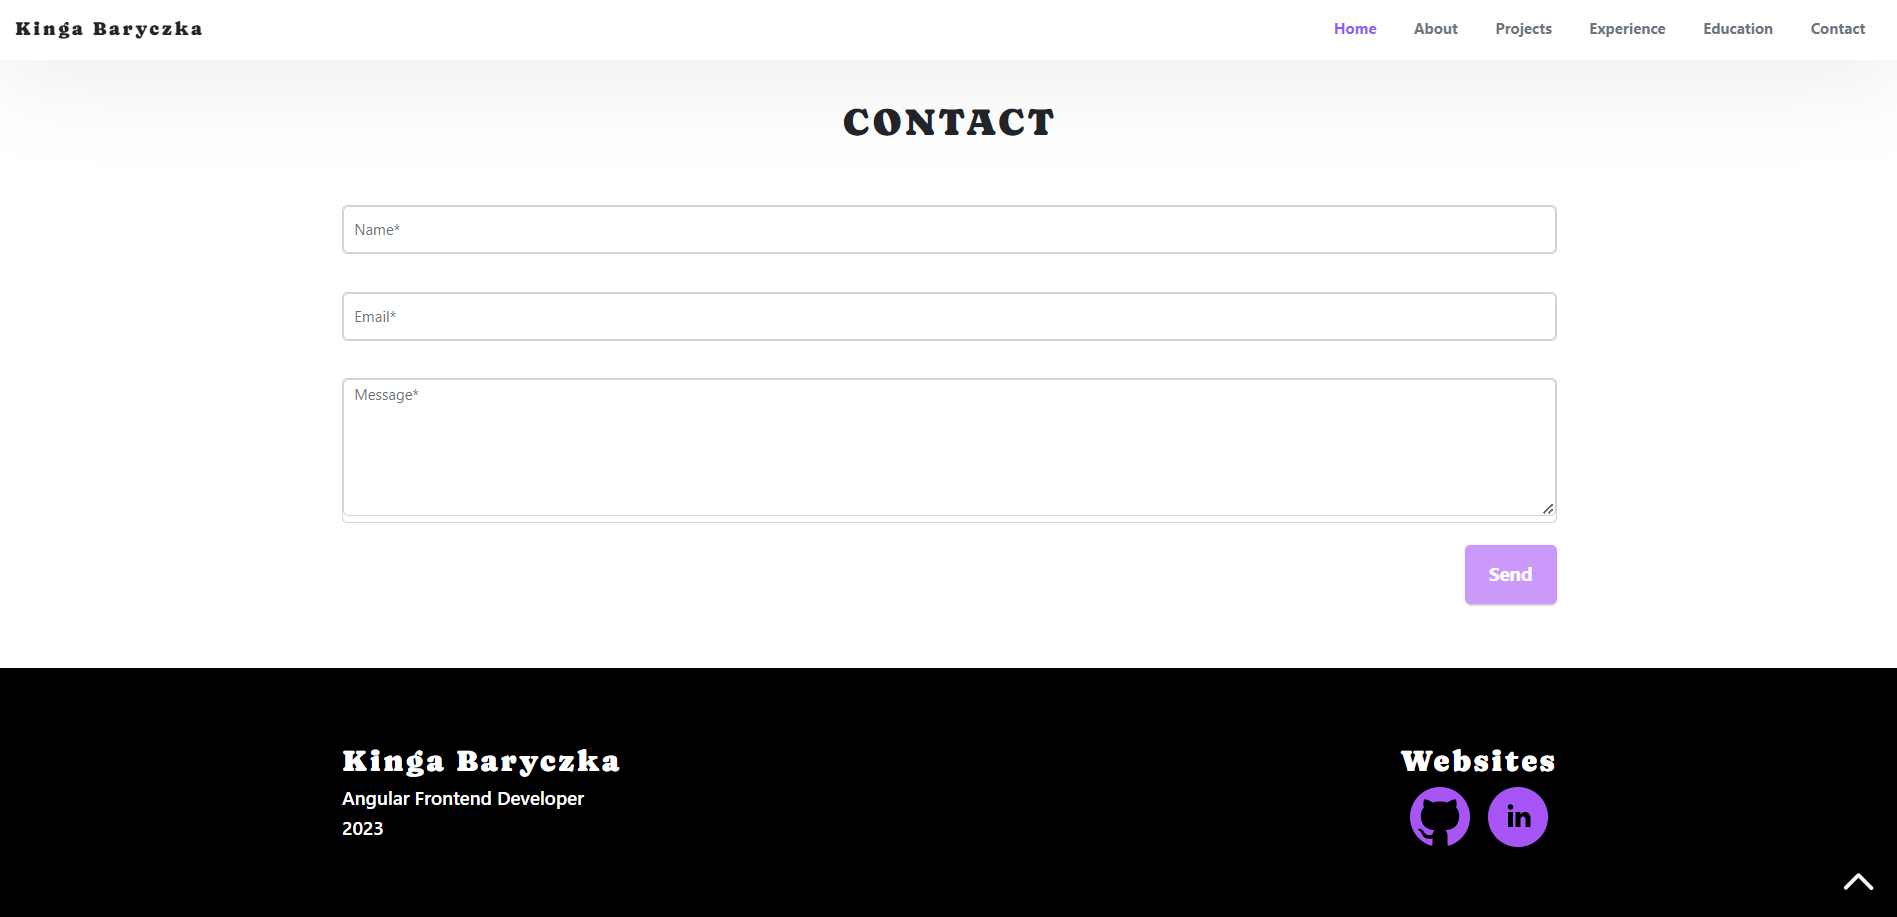 Kinga Baryczka
Home About Projects Experience Education Contact
CONTACT
Name*
Email*
Message*
Send
Kinga Baryczka
Angular Frontend Developer
2023
Websites
in